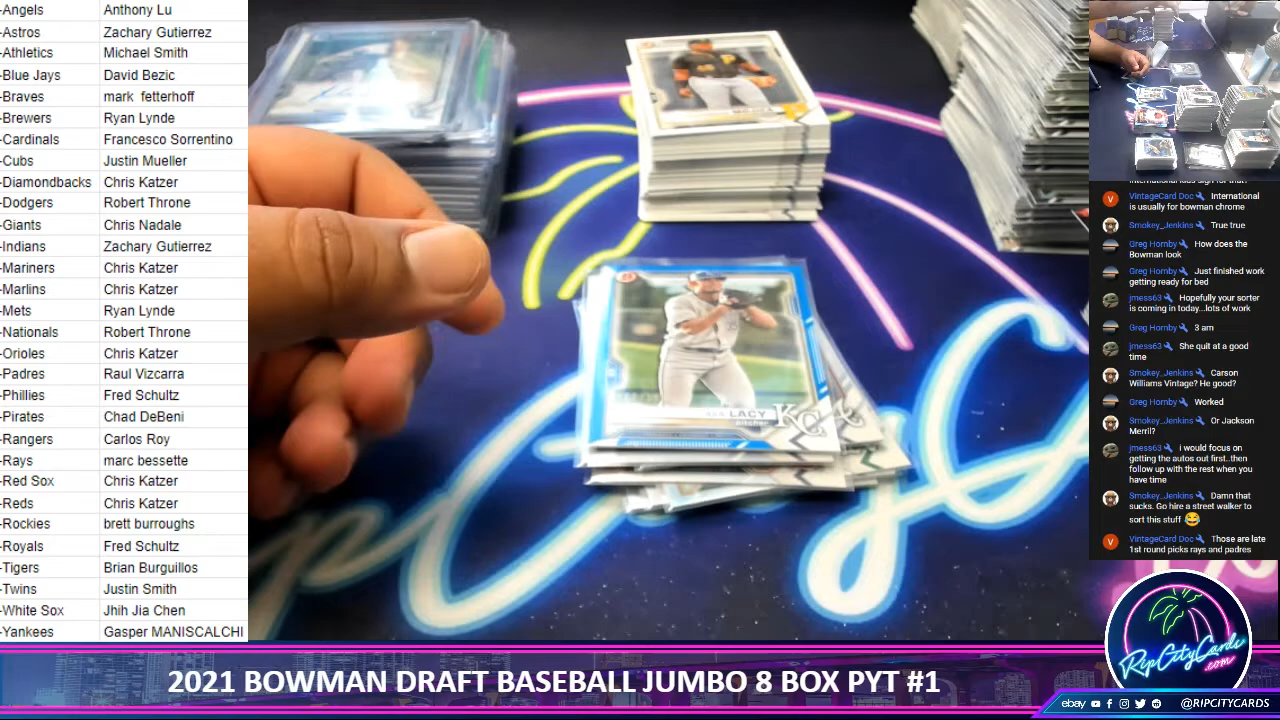 -Angels Anthony Lu
-Astros Zachary Gutierrez
-Athletics Michael Smith
-Blue Jays David Bezic
-Braves mark fetterhoff
-Brewers Ryan Lynde
-Cardinals Francesco Sorrentino
-Cubs Justin Mueller
-Diamondbacks Chris Katzer
-Dodgers Robert Throne
-Giants Chris Nadale
-Indians Zachary Gutierrez
-Mariners Chris Katzer
-Marlins Chris Katzer
-Mets Ryan Lynde
-Nationals Robert Throne
-Orioles Chris Katzer
-Padres Raul Vizcarra
-Phillies Fred Schultz
-Pirates Chad DeBeni
-Rangers Carlos Roy
-Rays marc bessette
-Red Sox Chris Katzer
-Reds Chris Katzer
-Rockies brett burroughs
-Royals Fred Schultz
-Tigers Brian Burguillos
-Twins Justin Smith
-White Sox Jhih Jia Chen
-Yankees Gasper MANISCALCHI
LACY
Pitcher
KC
V VintageCard Doc International
is usually for bowman chrome
Smokey_Jenkins True true
Greg Hornby How does the
Bowman look
Greg Hornby Just finished work
getting ready for bed
jmess63 Hopefully your sorter
is coming in today...lots of work
Greg Hornby 3 am
jmess63 She quit at a good
time
Smokey_Jenkins Carson
Williams Vintage? He good?
Greg Hornby Worked
Smokey_Jenkins Or Jackson
Merril?
jmess63 i would focus on
getting the autos out first..then
follow up with the rest when you
have time
Smokey_Jenkins Damn that
sucks. Go hire a street walker to
sort this stuff 😂
V VintageCard Doc Those are late
1st round picks rays and padres
RipCityCards
.com
2021 BOWMAN DRAFT BASEBALL JUMBO 8 BOX PYT #1
ebay @RIPCITYCARDS